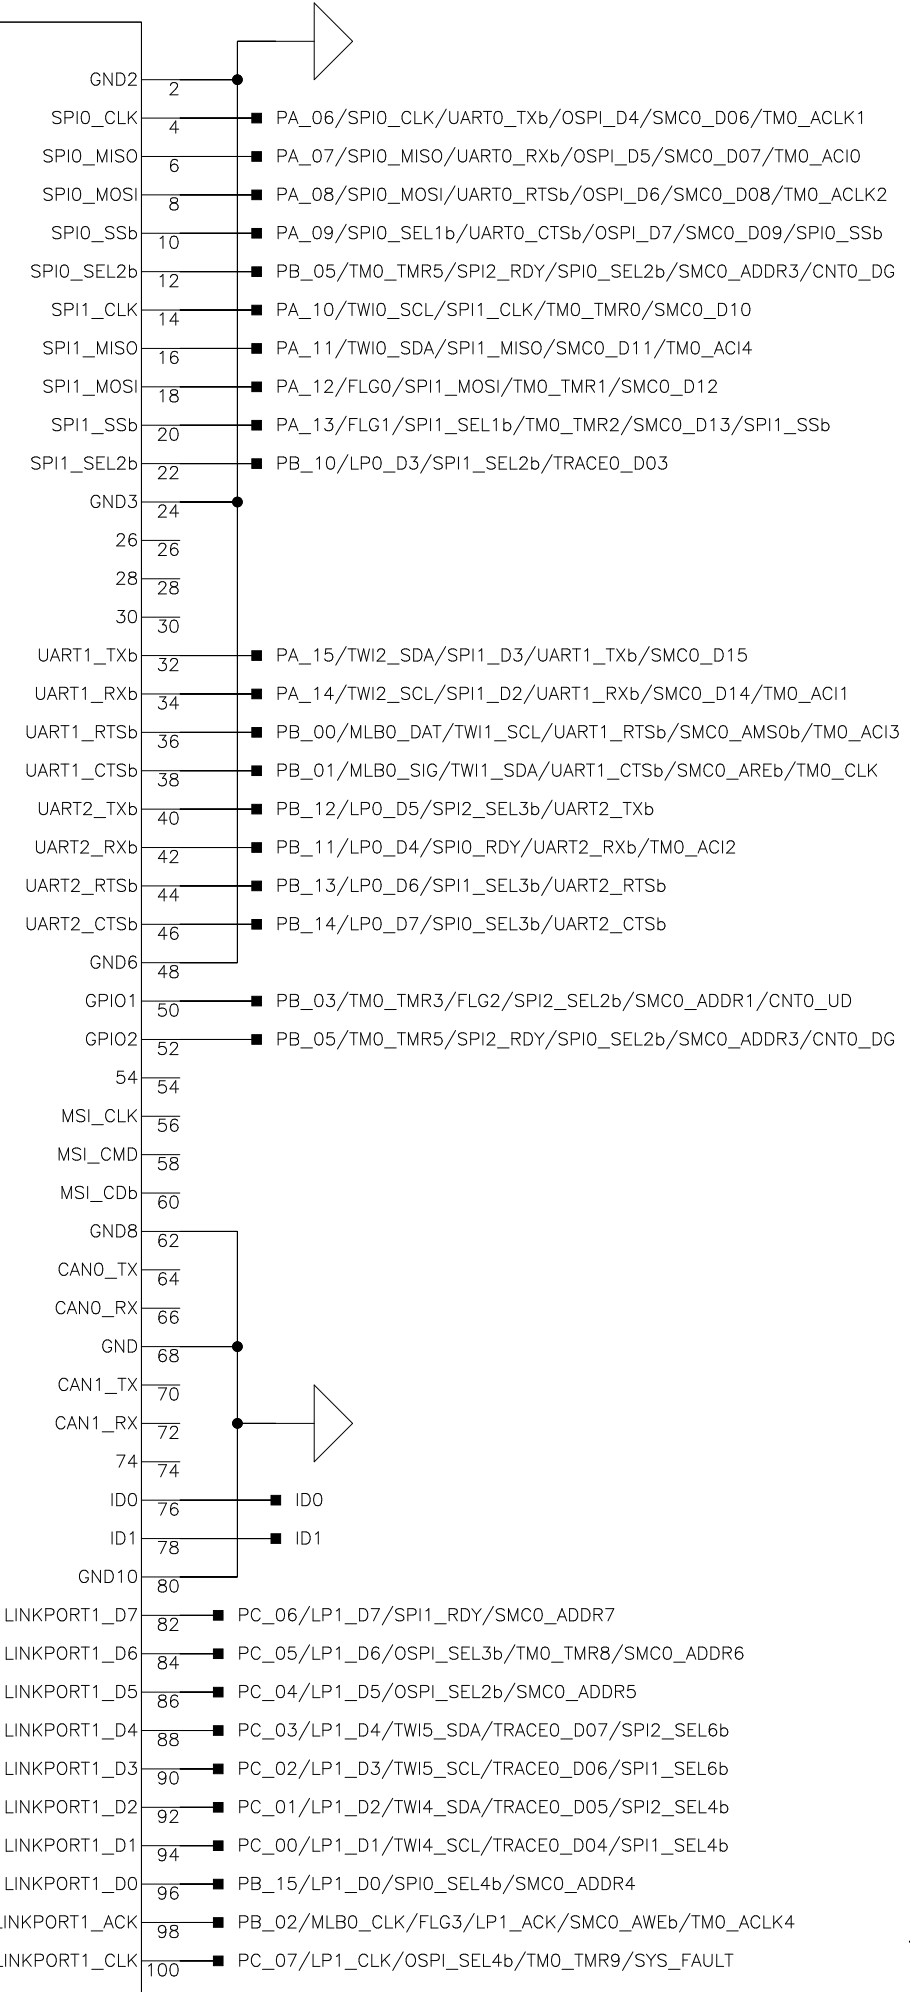 GND2 2
SPI0_CLK 4 PA_06/SPI0_CLK/UART0_TXb/OSPI_D4/SMC0_D06/TM0_ACLK1
SPI0_MISO 6 PA_07/SPI0_MISO/UART0_RXb/OSPI_D5/SMC0_D07/TM0_ACI0
SPI0_MOSI 8 PA_08/SPI0_MOSI/UART0_RTSb/OSPI_D6/SMC0_D08/TM0_ACLK2
SPI0_SSb 10 PA_09/SPI0_SEL1b/UART0_CTSb/OSPI_D7/SMC0_D09/SPI0_SSb
SPI0_SEL2b 12 PB_05/TM0_TMR5/SPI2_RDY/SPI0_SEL2b/SMC0_ADDR3/CNT0_DG
SPI1_CLK 14 PA_10/TWI0_SCL/SPI1_CLK/TM0_TMR0/SMC0_D10
SPI1_MISO 16 PA_11/TWI0_SDA/SPI1_MISO/SMC0_D11/TM0_ACI4
SPI1_MOSI 18 PA_12/FLG0/SPI1_MOSI/TM0_TMR1/SMC0_D12
SPI1_SSb 20 PA_13/FLG1/SPI1_SEL1b/TM0_TMR2/SMC0_D13/SPI1_SSb
SPI1_SEL2b 22 PB_10/LP0_D3/SPI1_SEL2b/TRACE0_D03
GND3 24
26 26
28 28
30 30
UART1_TXb 32 PA_15/TWI2_SDA/SPI1_D3/UART1_TXb/SMC0_D15
UART1_RXb 34 PA_14/TWI2_SCL/SPI1_D2/UART1_RXb/SMC0_D14/TM0_ACI1
UART1_RTSb 36 PB_00/MLB0_DAT/TWI1_SCL/UART1_RTSb/SMC0_AMS0b/TM0_ACI3
UART1_CTSb 38 PB_01/MLB0_SIG/TWI1_SDA/UART1_CTSb/SMC0_AREb/TM0_CLK
UART2_TXb 40 PB_12/LP0_D5/SPI2_SEL3b/UART2_TXb
UART2_RXb 42 PB_11/LP0_D4/SPI0_RDY/UART2_RXb/TM0_ACI2
UART2_RTSb 44 PB_13/LP0_D6/SPI1_SEL3b/UART2_RTSb
UART2_CTSb 46 PB_14/LP0_D7/SPI0_SEL3b/UART2_CTSb
GND6 48
GPIO1 50 PB_03/TM0_TMR3/FLG2/SPI2_SEL2b/SMC0_ADDR1/CNT0_UD
GPIO2 52 PB_05/TM0_TMR5/SPI2_RDY/SPI0_SEL2b/SMC0_ADDR3/CNT0_DG
54 54
MSI_CLK 56
MSI_CMD 58
MSI_CDb 60
GND8 62
CAN0_TX 64
CAN0_RX 66
GND 68
CAN1_TX 70
CAN1_RX 72
74 74
ID0 76 ID0
ID1 78 ID1
GND10 80
LINKPORT1_D7 82 PC_06/LP1_D7/SPI1_RDY/SMC0_ADDR7
LINKPORT1_D6 84 PC_05/LP1_D6/OSPI_SEL3b/TM0_TMR8/SMC0_ADDR6
LINKPORT1_D5 86 PC_04/LP1_D5/OSPI_SEL2b/SMC0_ADDR5
LINKPORT1_D4 88 PC_03/LP1_D4/TWI5_SDA/TRACE0_D07/SPI2_SEL6b
LINKPORT1_D3 90 PC_02/LP1_D3/TWI5_SCL/TRACE0_D06/SPI1_SEL6b
LINKPORT1_D2 92 PC_01/LP1_D2/TWI4_SDA/TRACE0_D05/SPI2_SEL4b
LINKPORT1_D1 94 PC_00/LP1_D1/TWI4_SCL/TRACE0_D04/SPI1_SEL4b
LINKPORT1_D0 96 PB_15/LP1_D0/SPI0_SEL4b/SMC0_ADDR4
LINKPORT1_ACK 98 PB_02/MLB0_CLK/FLG3/LP1_ACK/SMC0_AWEb/TM0_ACLK4
LINKPORT1_CLK 100 PC_07/LP1_CLK/OSPI_SEL4b/TM0_TMR9/SYS_FAULT